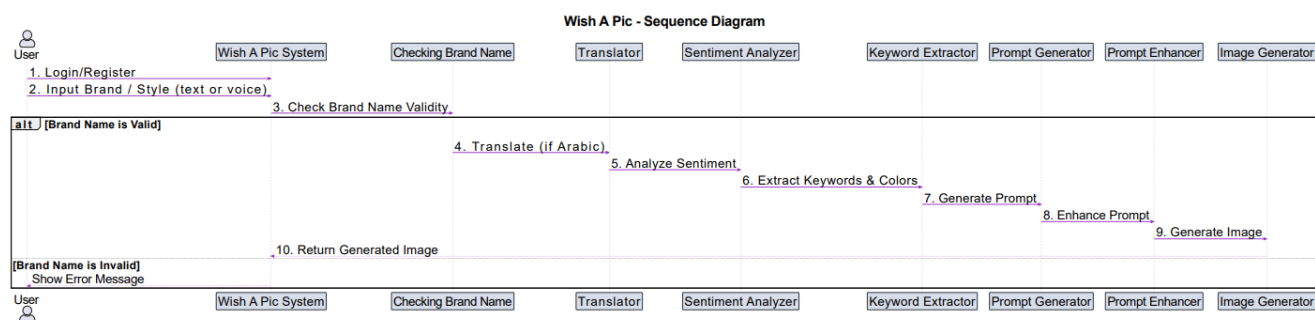 Wish A Pic - Sequence Diagram
User
Wish A Pic System
Checking Brand Name
Translator
Sentiment Analyzer
Keyword Extractor
Prompt Generator
Prompt Enhancer
Image Generator
1. Login/Register
2. Input Brand / Style (text or voice)
3. Check Brand Name Validity
alt [Brand Name is Valid]
4. Translate (if Arabic)
5. Analyze Sentiment
6. Extract Keywords & Colors
7. Generate Prompt
8. Enhance Prompt
9. Generate Image
10. Return Generated Image
[Brand Name is Invalid]
Show Error Message
User
Wish A Pic System
Checking Brand Name
Translator
Sentiment Analyzer
Keyword Extractor
Prompt Generator
Prompt Enhancer
Image Generator